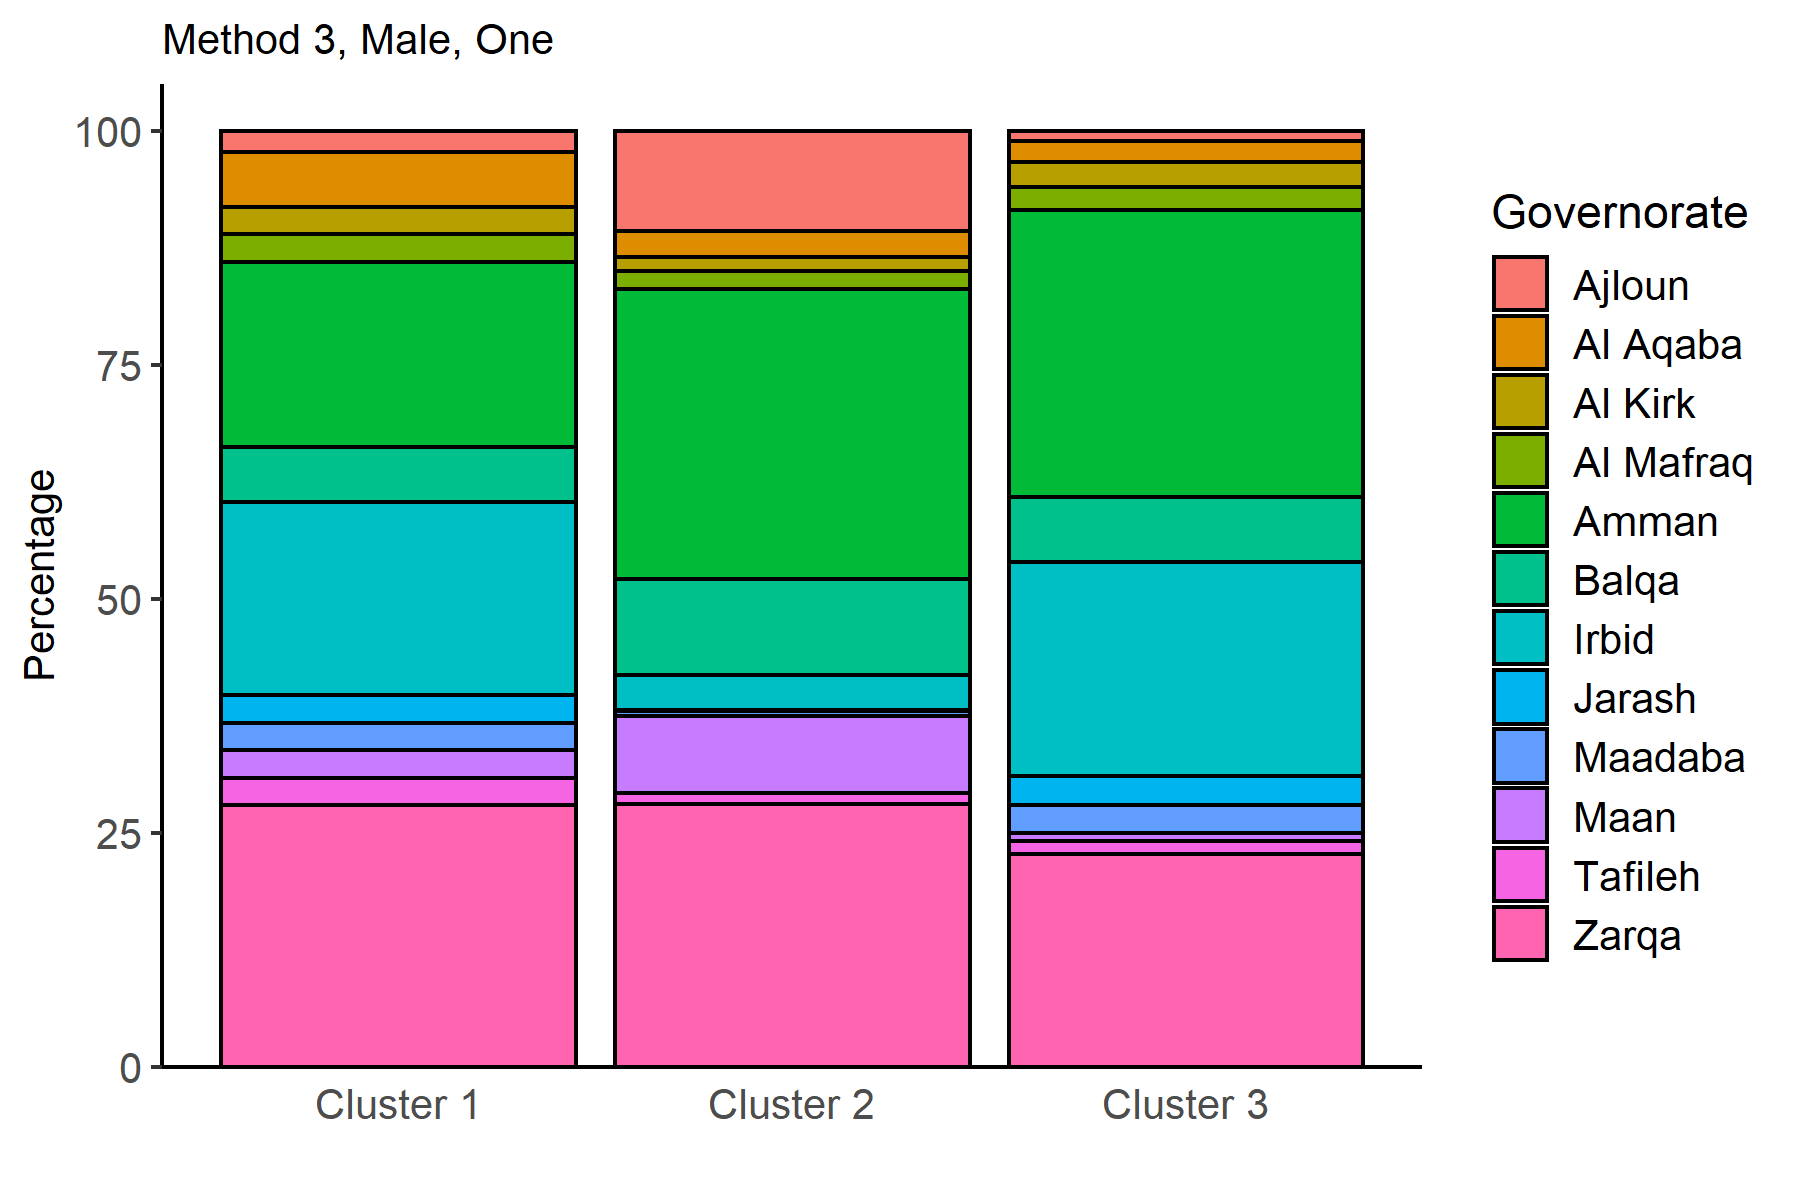 Method 3, Male, One
Percentage
100
75
50
25
0
Cluster 1
Cluster 2
Cluster 3
Governorate
Ajloun
Al Aqaba
Al Kirk
Al Mafraq
Amman
Balqa
Irbid
Jarash
Maadaba
Maan
Tafileh
Zarqa